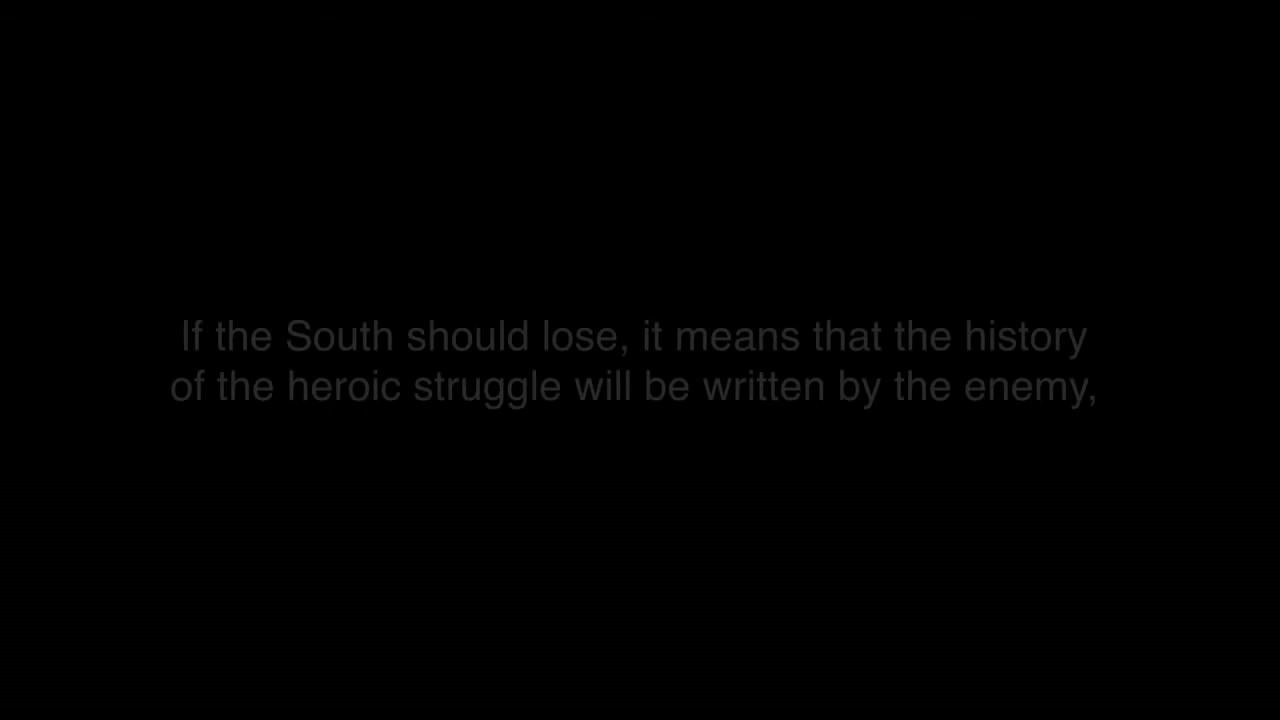 If the South should lose, it means that the history
of the heroic struggle will be written by the enemy,